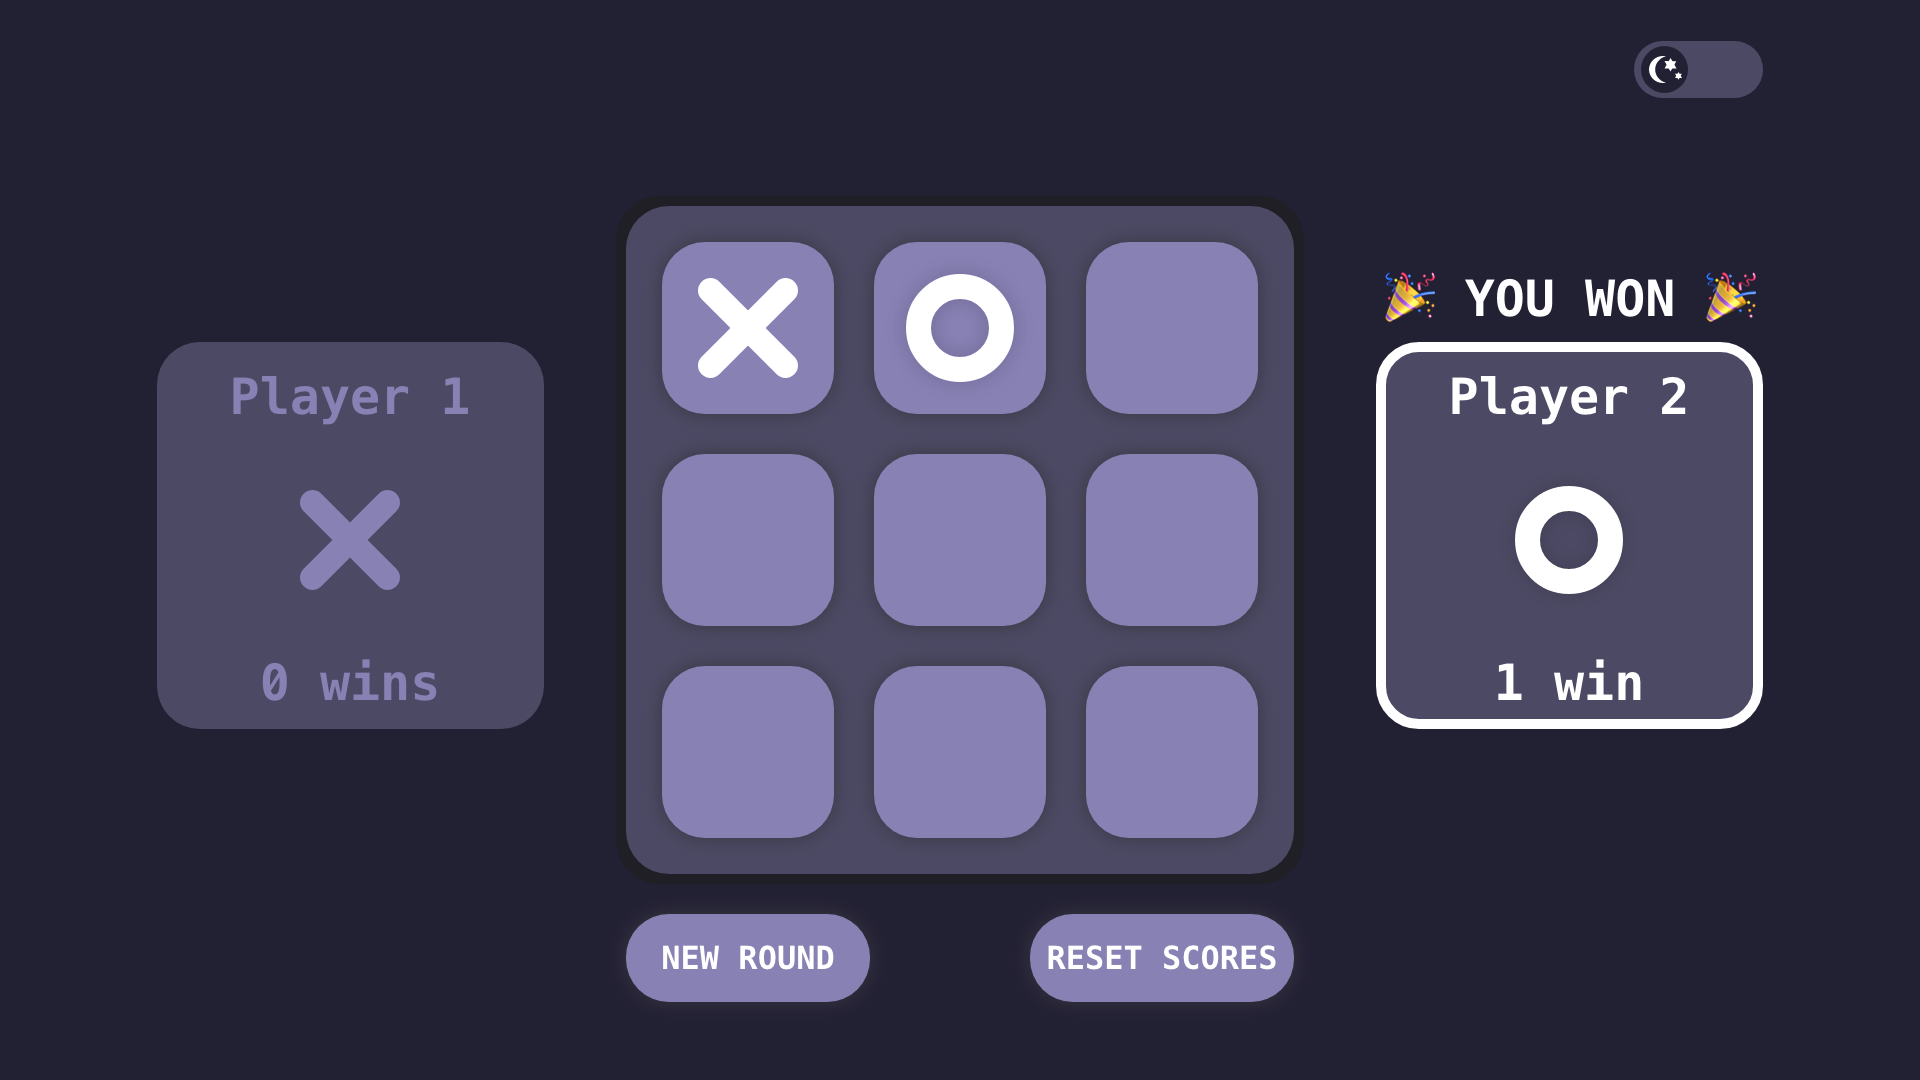 🎉 YOU WON 🎉
Player 1
0 wins
Player 2
1 win
NEW ROUND
RESET SCORES